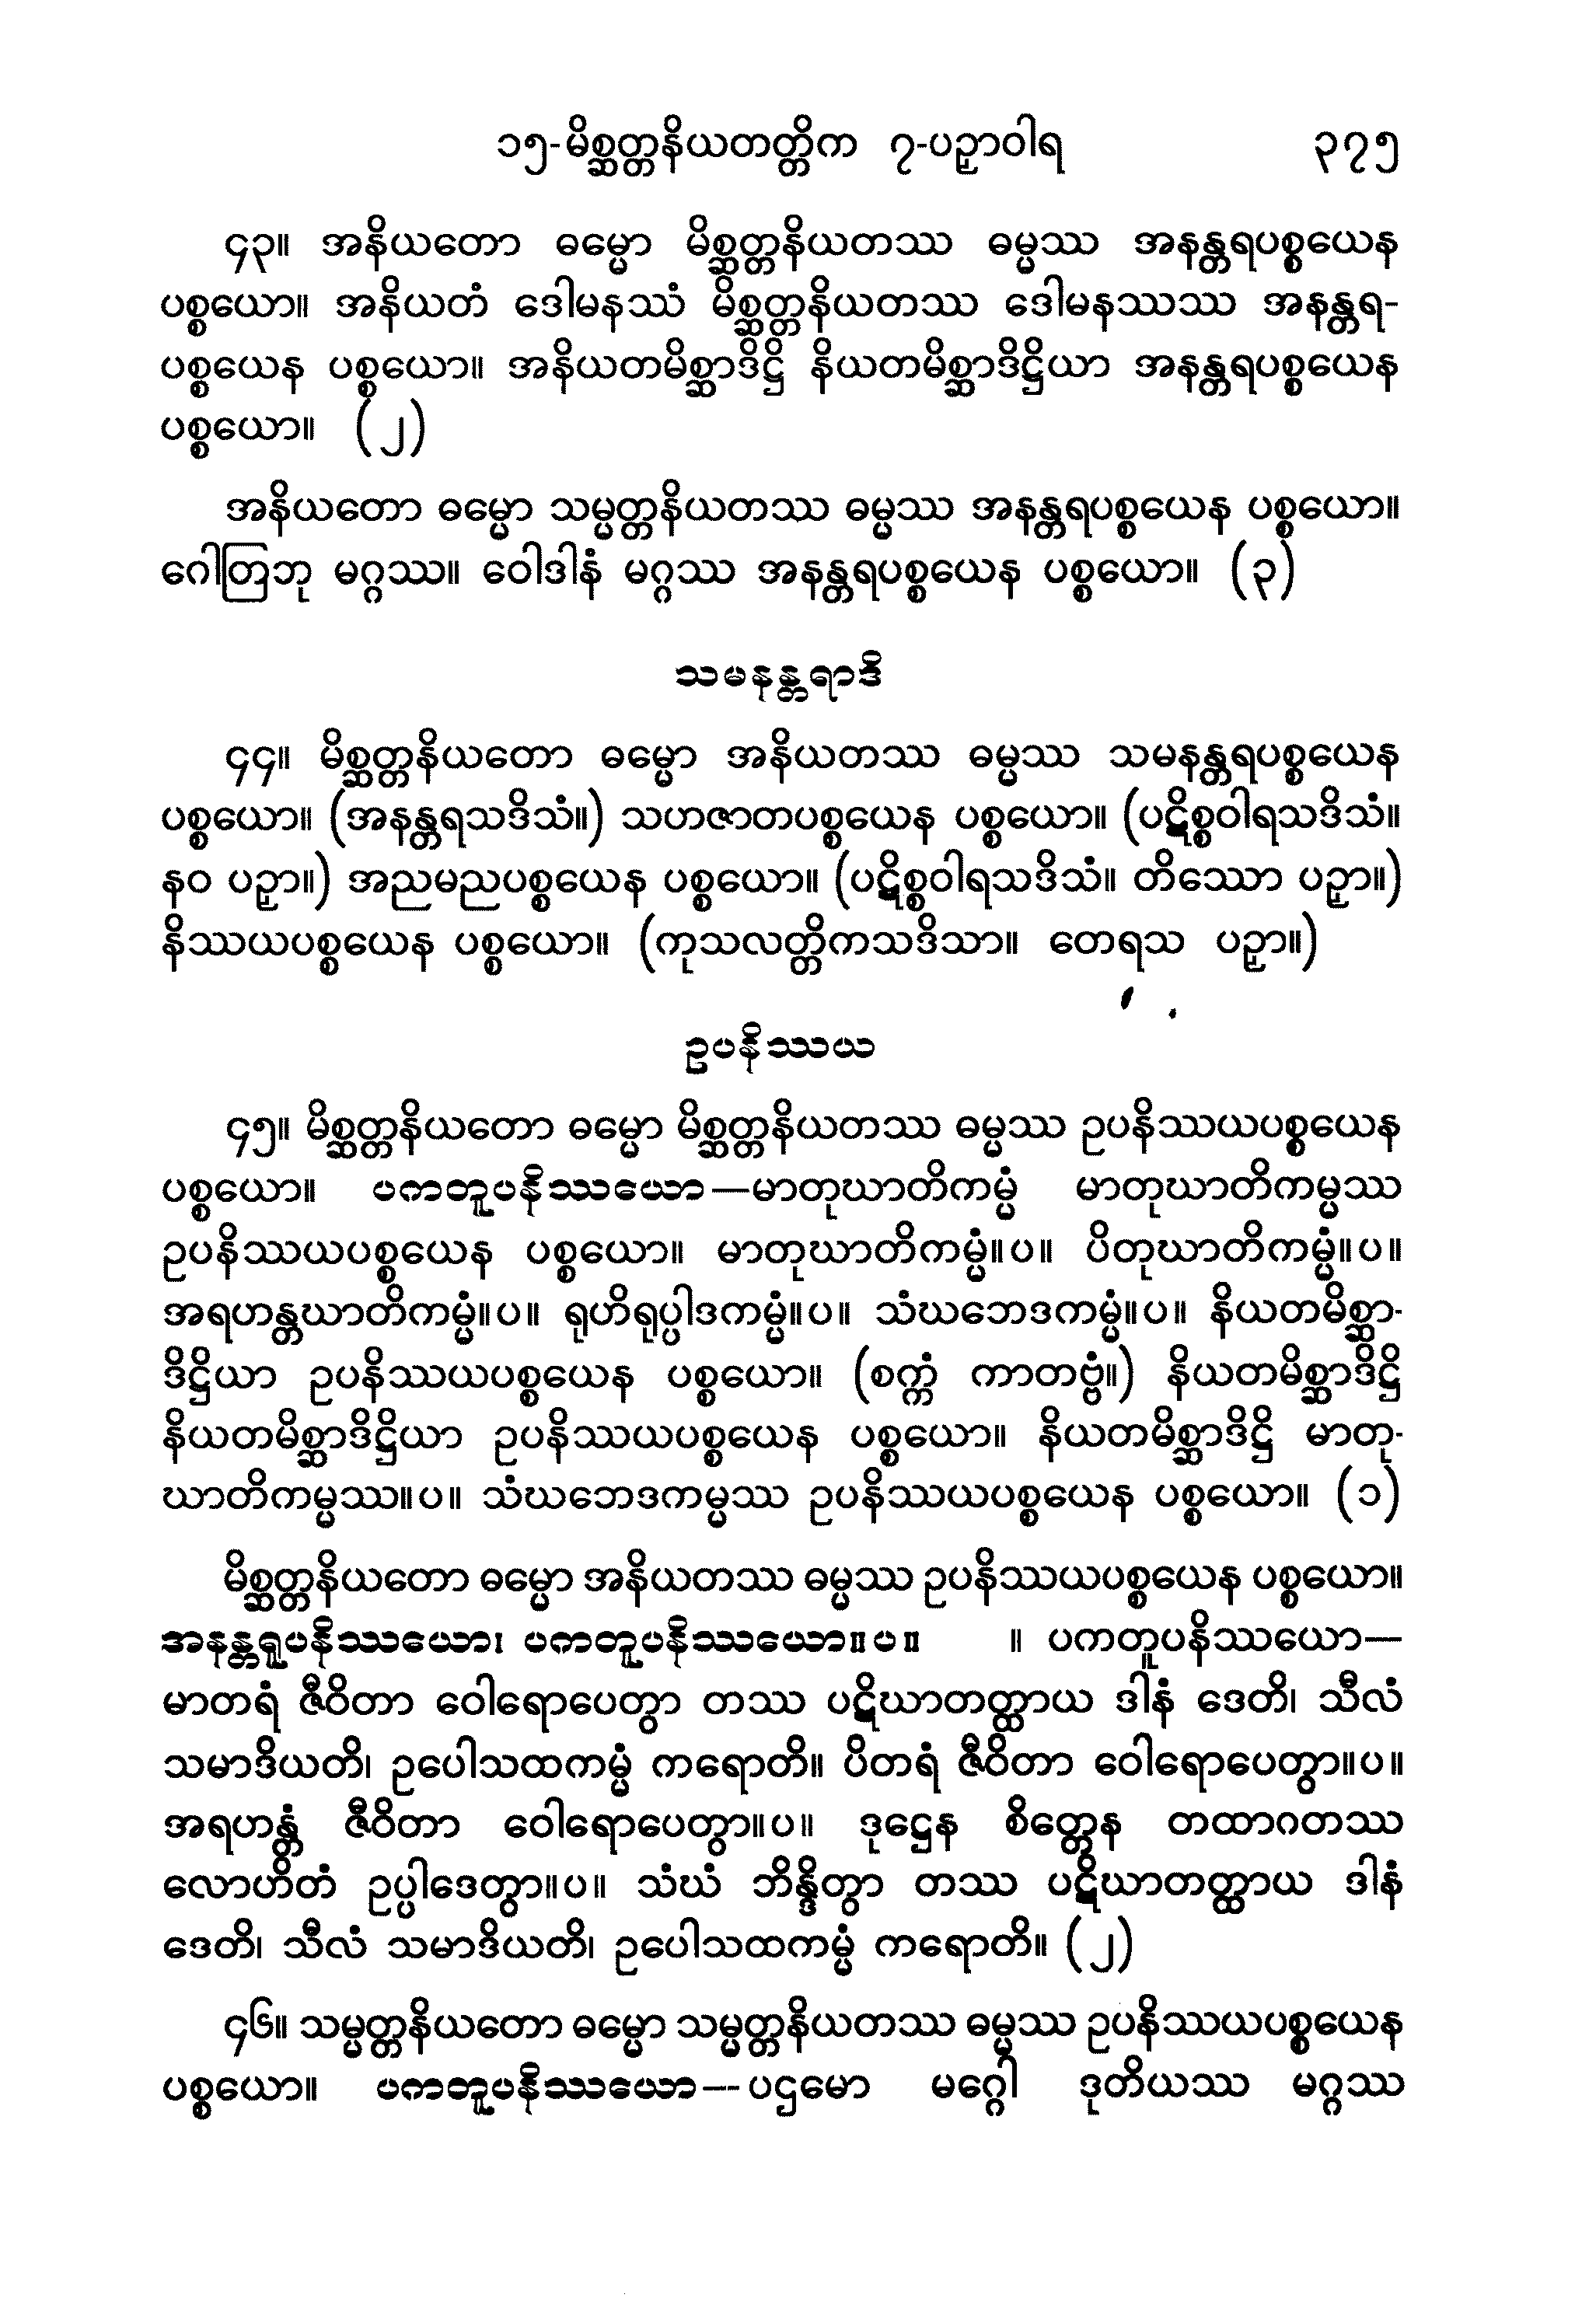 ၁၅-မိစ္ဆတ္တနိယတတ္တိက ၇-ပဉှာဝါရ ၃၇၅
၄၃။ အနိယတော ဓမ္မော မိစ္ဆတ္တနိယတဿ ဓမ္မဿ အနန္တရပစ္စယေန
ပစ္စယော။ အနိယတံ ဒေါမနဿံ မိစ္ဆတ္တနိယတဿ ဒေါမနဿဿ အနန္တရ-
ပစ္စယေန ပစ္စယော။ အနိယတမိစ္ဆာဒိဋ္ဌိ နိယတမိစ္ဆာဒိဋ္ဌိယာ အနန္တရပစ္စယေန
ပစ္စယော။ (၂)
အနိယတော ဓမ္မော သမ္မတ္တနိယတဿ ဓမ္မဿ အနန္တရပစ္စယေန ပစ္စယော။
ဂေါတြဘု မဂ္ဂဿ။ ဝေါဒါနံ မဂ္ဂဿ အနန္တရပစ္စယေန ပစ္စယော။ (၃)
သမနန္တရာဒိ
၄၄။ မိစ္ဆတ္တနိယတော ဓမ္မော အနိယတဿ ဓမ္မဿ သမနန္တရပစ္စယေန
ပစ္စယော။ (အနန္တရသဒိသံ။) သဟဇာတပစ္စယေန ပစ္စယော။ (ပဋိစ္စဝါရသဒိသံ။
နဝ ပဉှာ။) အညမညပစ္စယေန ပစ္စယော။ (ပဋိစ္စဝါရသဒိသံ။ တိဿော ပဉှာ။)
နိဿယပစ္စယေန ပစ္စယော။ (ကုသလတ္တိကသဒိသာ။ တေရသ ပဉှာ။)
ဥပနိဿယ
၄၅။ မိစ္ဆတ္တနိယတော ဓမ္မော မိစ္ဆတ္တနိယတဿ ဓမ္မဿ ဥပနိဿယပစ္စယေန
ပစ္စယော။ ပကတူပနိဿယော—မာတုဃာတိကမ္မံ မာတုဃာတိကမ္မဿ
ဥပနိဿယပစ္စယေန ပစ္စယော။ မာတုဃာတိကမ္မံ။ပ။ ပိတုဃာတိကမ္မံ။ပ။
အရဟန္တဃာတိကမ္မံ။ပ။ ရုဟိရုပ္ပါဒကမ္မံ။ပ။ သံဃဘေဒကမ္မံ။ပ။ နိယတမိစ္ဆာ-
ဒိဋ္ဌိယာ ဥပနိဿယပစ္စယေန ပစ္စယော။ (စက္ကံ ကာတဗ္ဗံ။) နိယတမိစ္ဆာဒိဋ္ဌိ
နိယတမိစ္ဆာဒိဋ္ဌိယာ ဥပနိဿယပစ္စယေန ပစ္စယော။ နိယတမိစ္ဆာဒိဋ္ဌိ မာတု-
ဃာတိကမ္မဿ။ပ။ သံဃဘေဒကမ္မဿ ဥပနိဿယပစ္စယေန ပစ္စယော။ (၁)
မိစ္ဆတ္တနိယတော ဓမ္မော အနိယတဿ ဓမ္မဿ ဥပနိဿယပစ္စယေန ပစ္စယော။
အနန္တရူပနိဿယော၊ ပကတူပနိဿယော။ပ။ ။ ပကတူပနိဿယော—
မာတရံ ဇီဝိတာ ဝေါရောပေတွာ တဿ ပဋိဃာတတ္ထာယ ဒါနံ ဒေတိ၊ သီလံ
သမာဒိယတိ၊ ဥပေါသထကမ္မံ ကရောတိ။ ပိတရံ ဇီဝိတာ ဝေါရောပေတွာ။ပ။
အရဟန္တံ ဇီဝိတာ ဝေါရောပေတွာ။ပ။ ဒုဋ္ဌေန စိတ္တေန တထာဂတဿ
လောဟိတံ ဥပ္ပါဒေတွာ။ပ။ သံဃံ ဘိန္ဒိတွာ တဿ ပဋိဃာတတ္ထာယ ဒါနံ
ဒေတိ၊ သီလံ သမာဒိယတိ၊ ဥပေါသထကမ္မံ ကရောတိ။ (၂)
၄၆။ သမ္မတ္တနိယတော ဓမ္မော သမ္မတ္တနိယတဿ ဓမ္မဿ ဥပနိဿယပစ္စယေန
ပစ္စယော။ ပကတူပနိဿယော—ပဌမော မဂ္ဂေါ ဒုတိယဿ မဂ္ဂဿ